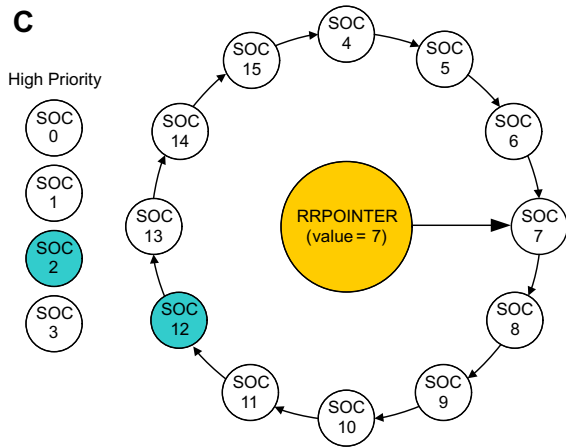 C
High Priority
SOC
0
SOC
1
SOC
2
SOC
3
SOC
4
SOC
5
SOC
6
SOC
7
SOC
8
SOC
9
SOC
10
SOC
11
SOC
12
SOC
13
SOC
14
SOC
15
RRPOINTER
(value = 7)